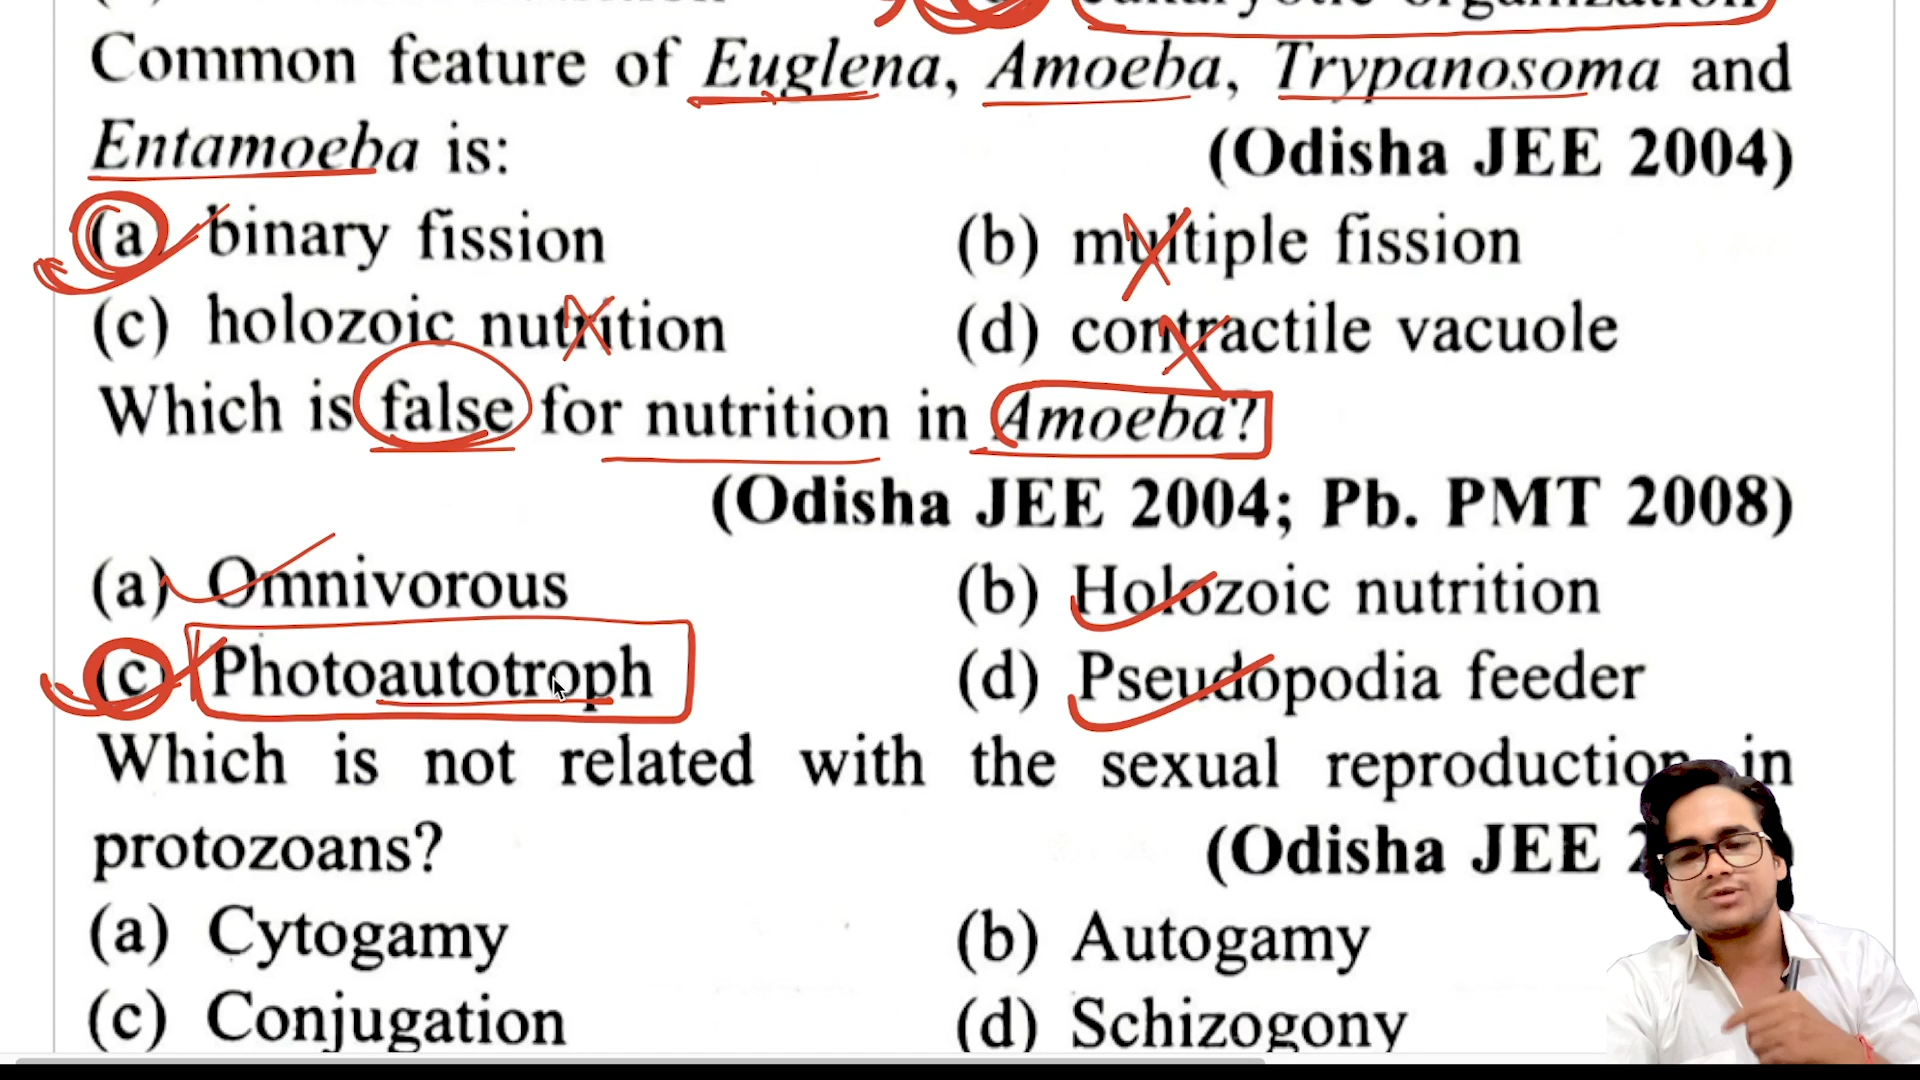 eukaryotic organization
Common feature of Euglena, Amoeba, Trypanosoma and
Entamoeba is:
(Odisha JEE 2004)
(a) binary fission
(b) multiple fission
(c) holozoic nutrition
(d) contractile vacuole
Which is false for nutrition in Amoeba?
(Odisha JEE 2004; Pb. PMT 2008)
(a) Omnivorous
(b) Holozoic nutrition
(c) Photoautotroph
(d) Pseudopodia feeder
Which is not related with the sexual reproduction in
protozoans?
(Odisha JEE
(a) Cytogamy
(b) Autogamy
(c) Conjugation
(d) Schizogony